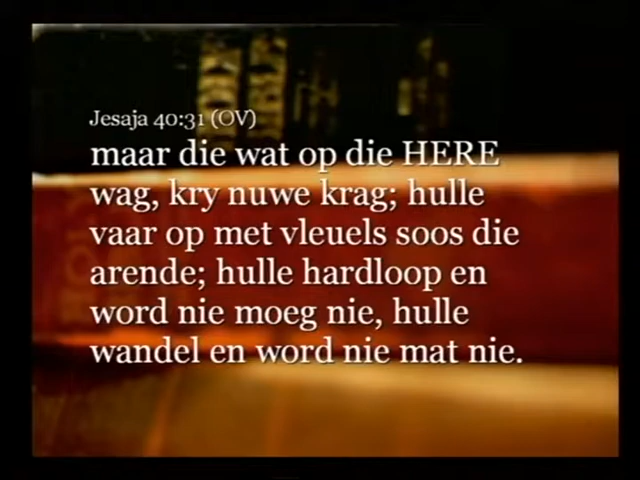 Jesaja 40:31 (OV)
maar die wat op die HERE
wag, kry nuwe krag; hulle
vaar op met vleuels soos die
arende; hulle hardloop en
word nie moeg nie, hulle
wandel en word nie mat nie.